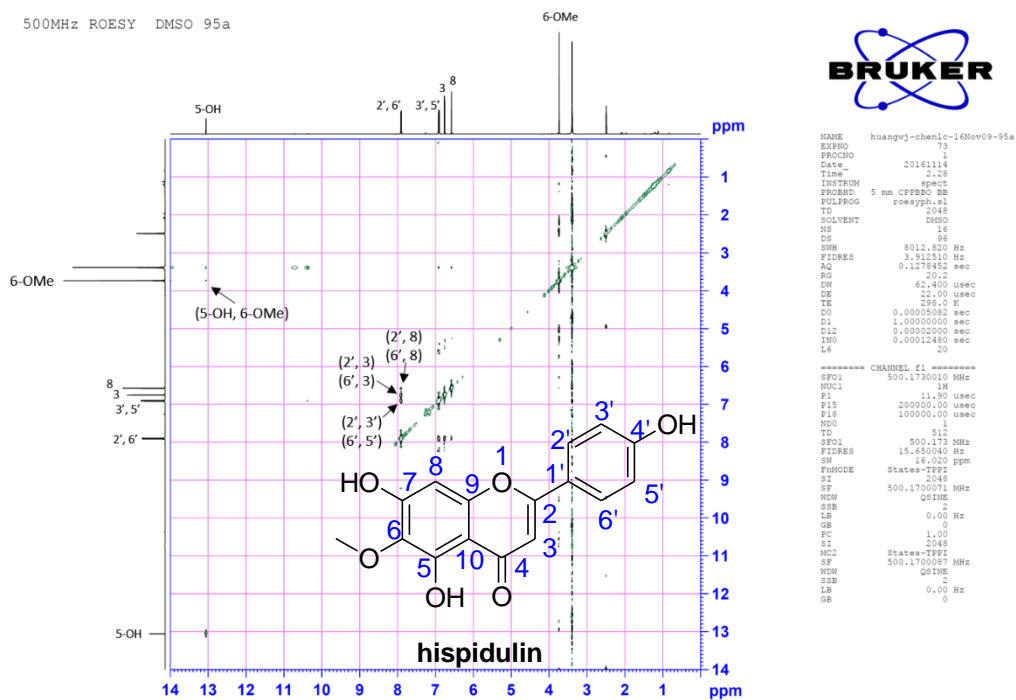 500MHz ROESY DMSO 95a
6-OMe
5-OH
2', 6'
3', 5'
3
8
ppm
1
2
3
4
5
6
7
8
9
10
11
12
13
14
6-OMe
8
3
3', 5'
2', 6'
5-OH
(5-OH, 6-OMe)
(2', 8)
(6', 8)
(2', 3)
(6', 3)
(2', 3')
(6', 5')
OH
3'
4'
2'
1'
5'
6'
HO
7
8
9
O
1
2
3
4
10
5
6
O
OH
O
hispidulin
14 13 12 11 10 9 8 7 6 5 4 3 2 1 ppm
BRUKER
NAME huangwj-chenlc-16Nov09-95a
EXPNO 73
PROCNO 1
Date_ 20161114
Time 2.28
INSTRUM spect
PROBHD 5 mm CPPBBO BB
PULPROG roesyph.sl
TD 2048
SOLVENT DMSO
NS 16
DS 96
SWH 8012.820 Hz
FIDRES 3.912510 Hz
AQ 0.1278452 sec
RG 20.2
DW 62.400 usec
DE 22.00 usec
TE 298.0 K
D0 0.00005082 sec
D1 1.00000000 sec
D12 0.00002000 sec
IN0 0.00012480 sec
L6 20
======== CHANNEL f1 ========
SFO1 500.1730010 MHz
NUC1 1H
P1 11.90 usec
P15 200000.00 usec
P18 100000.00 usec
ND0 1
TD 512
SFO1 500.173 MHz
FIDRES 15.650040 Hz
SW 16.020 ppm
FnMODE States-TPPI
SI 2048
SF 500.1700071 MHz
WDW QSINE
SSB 2
LB 0.00 Hz
GB 0
PC 1.00
SI 2048
MC2 States-TPPI
SF 500.1700087 MHz
WDW QSINE
SSB 2
LB 0.00 Hz
GB 0